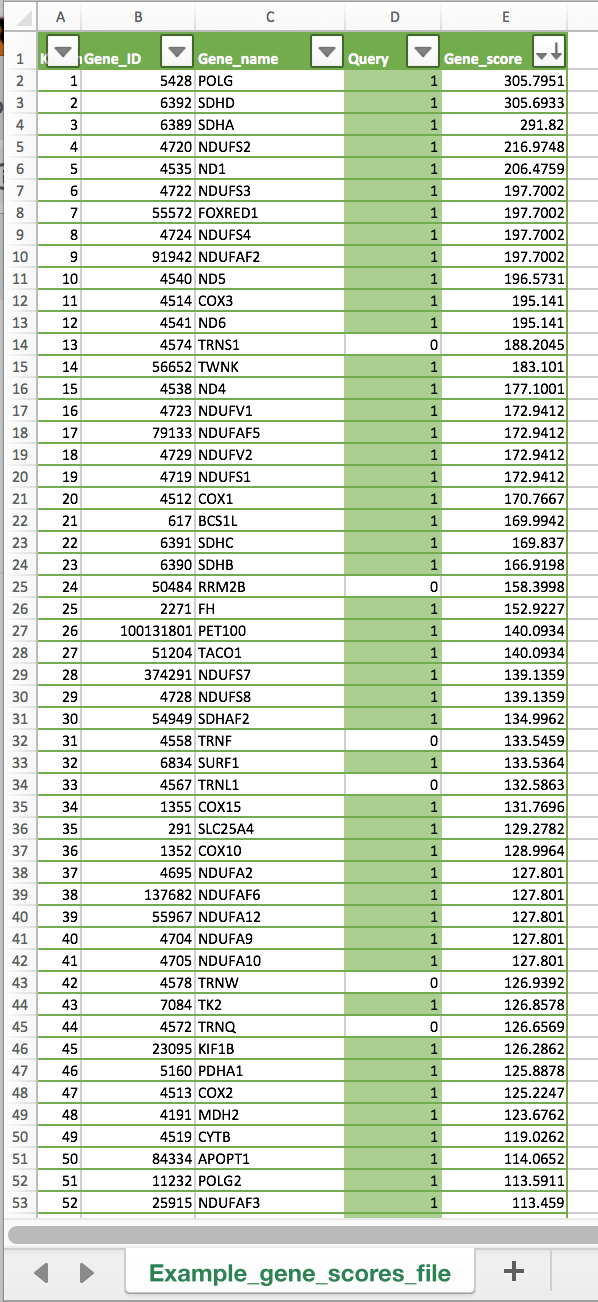 A B C D E
1 Gene_ID Gene_name Query Gene_score
2 1 5428 POLG 1 305.7951
3 2 6392 SDHD 1 305.6933
4 3 6389 SDHA 1 291.82
5 4 4720 NDUFS2 1 216.9748
6 5 4535 ND1 1 206.4759
7 6 4722 NDUFS3 1 197.7002
8 7 55572 FOXRED1 1 197.7002
9 8 4724 NDUFS4 1 197.7002
10 9 91942 NDUFAF2 1 197.7002
11 10 4540 ND5 1 196.5731
12 11 4514 COX3 1 195.141
13 12 4541 ND6 1 195.141
14 13 4574 TRNS1 0 188.2045
15 14 56652 TWNK 1 183.101
16 15 4538 ND4 1 177.1001
17 16 4723 NDUFV1 1 172.9412
18 17 79133 NDUFAF5 1 172.9412
19 18 4729 NDUFV2 1 172.9412
20 19 4719 NDUFS1 1 172.9412
21 20 4512 COX1 1 170.7667
22 21 617 BCS1L 1 169.9942
23 22 6391 SDHC 1 169.837
24 23 6390 SDHB 1 166.9198
25 24 50484 RRM2B 0 158.3998
26 25 2271 FH 1 152.9227
27 26 100131801 PET100 1 140.0934
28 27 51204 TACO1 1 140.0934
29 28 374291 NDUFS7 1 139.1359
30 29 4728 NDUFS8 1 139.1359
31 30 54949 SDHAF2 1 134.9962
32 31 4558 TRNF 0 133.5459
33 32 6834 SURF1 1 133.5364
34 33 4567 TRNL1 0 132.5863
35 34 1355 COX15 1 131.7696
36 35 291 SLC25A4 1 129.2782
37 36 1352 COX10 1 128.9964
38 37 4695 NDUFA2 1 127.801
39 38 137682 NDUFAF6 1 127.801
40 39 55967 NDUFA12 1 127.801
41 40 4704 NDUFA9 1 127.801
42 41 4705 NDUFA10 1 127.801
43 42 4578 TRNW 0 126.9392
44 43 7084 TK2 1 126.8578
45 44 4572 TRNQ 0 126.6569
46 45 23095 KIF1B 1 126.2862
47 46 5160 PDHA1 1 125.8878
48 47 4513 COX2 1 125.2247
49 48 4191 MDH2 1 123.6762
50 49 4519 CYTB 1 119.0262
51 50 84334 APOPT1 1 114.0652
52 51 11232 POLG2 1 113.5911
53 52 25915 NDUFAF3 1 113.459
Example_gene_scores_file